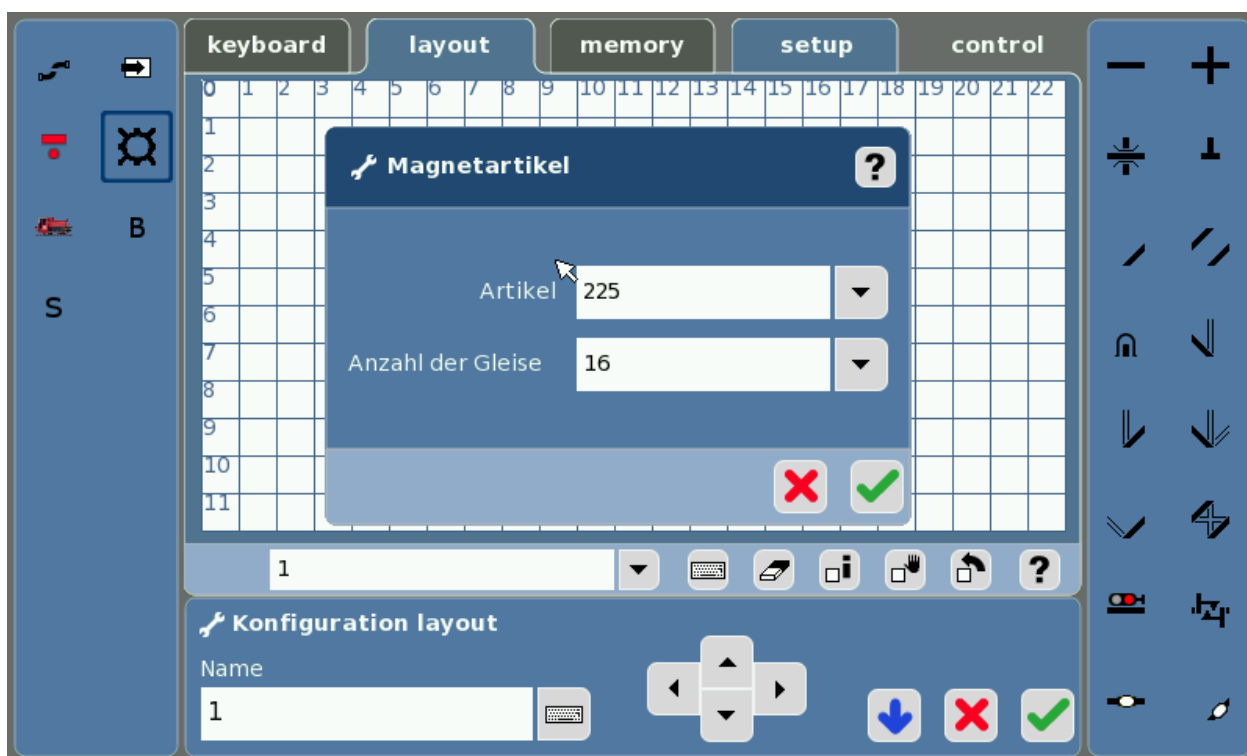 keyboard layout memory setup control
0 1 2 3 4 5 6 7 8 9 10 11 12 13 14 15 16 17 18 19 20 21 22
1
2
3
4
5
6
7
8
9
10
11
Magnetartikel ?
Artikel 225
Anzahl der Gleise 16
B
S
1
i
?
Konfiguration layout
Name
1